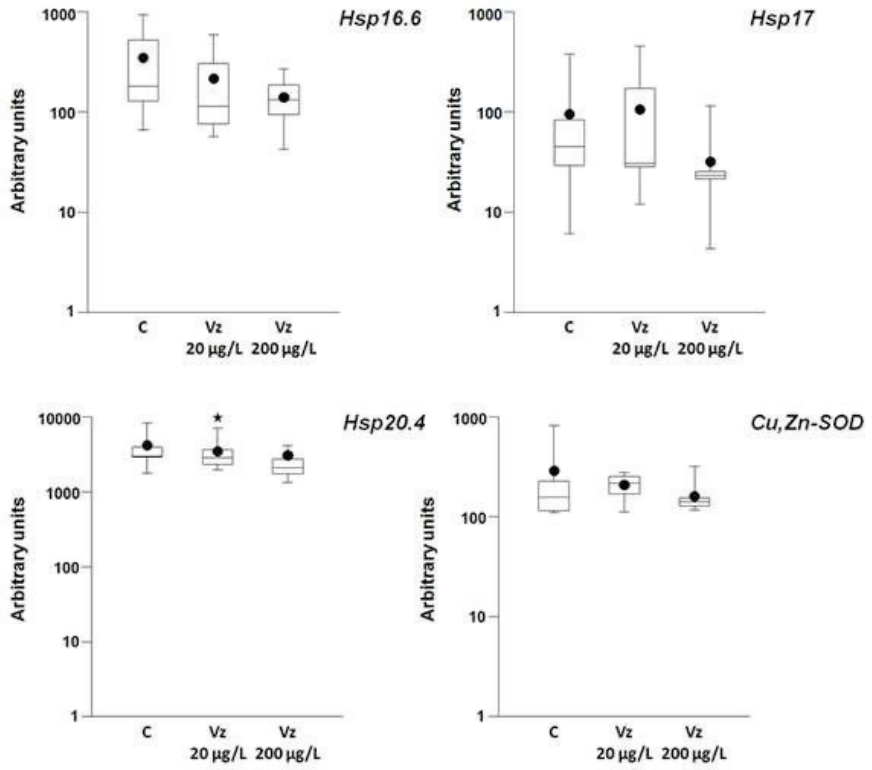 Hsp16.6
Arbitrary units
1000
100
10
1
C
Vz
20 µg/L
Vz
200 µg/L
Hsp17
Arbitrary units
1000
100
10
1
C
Vz
20 µg/L
Vz
200 µg/L
Hsp20.4
Arbitrary units
10000
1000
100
10
1
★
C
Vz
20 µg/L
Vz
200 µg/L
Cu,Zn-SOD
Arbitrary units
1000
100
10
1
C
Vz
20 µg/L
Vz
200 µg/L